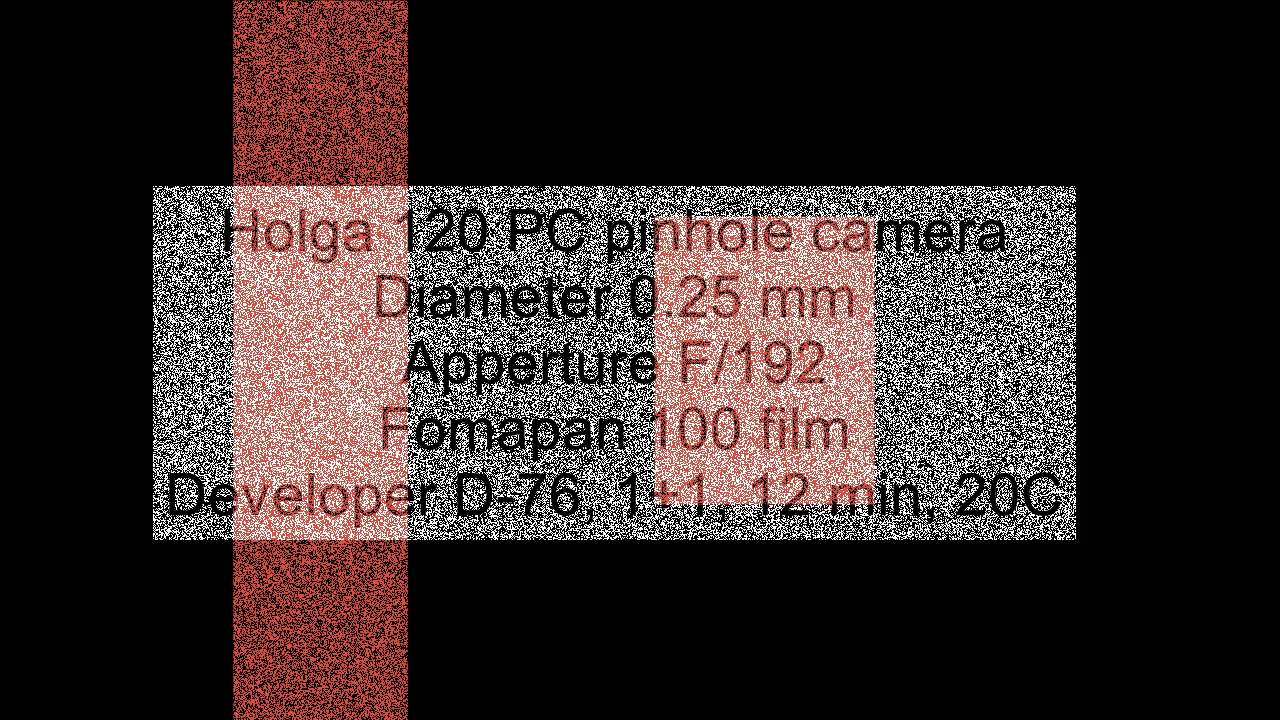 Holga 120 PC pinhole camera
Diameter 0.25 mm
Apperture F/192
Fomapan 100 film
Developer D-76, 1+1, 12 min, 20C